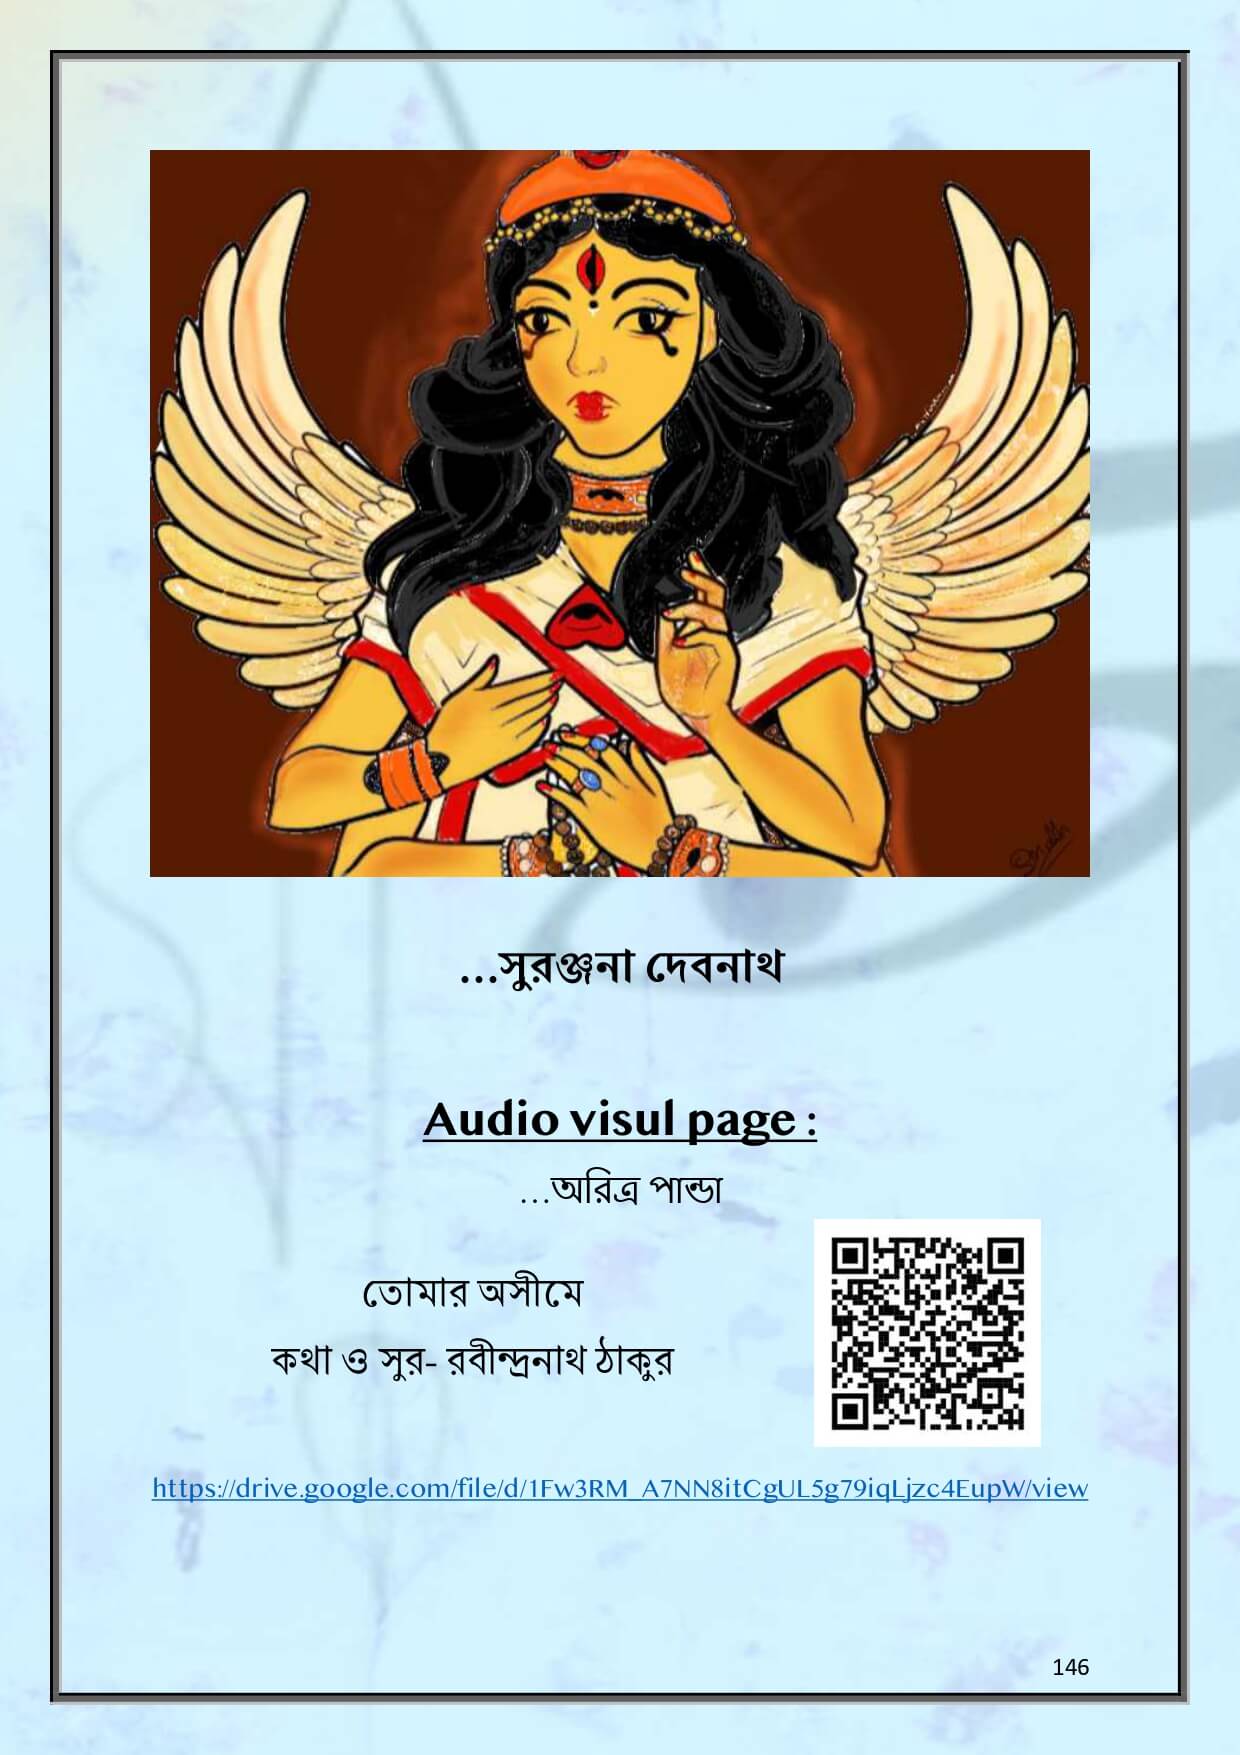 ...সুরঞ্জনা দেবনাথ
Audio visul page :
...অরিত্র পান্ডা
তোমার অসীমে
কথা ও সুর- রবীন্দ্রনাথ ঠাকুর
https://drive.google.com/file/d/1Fw3RM_A7NN8itCgUL5g79iqLjzc4EupW/view
146